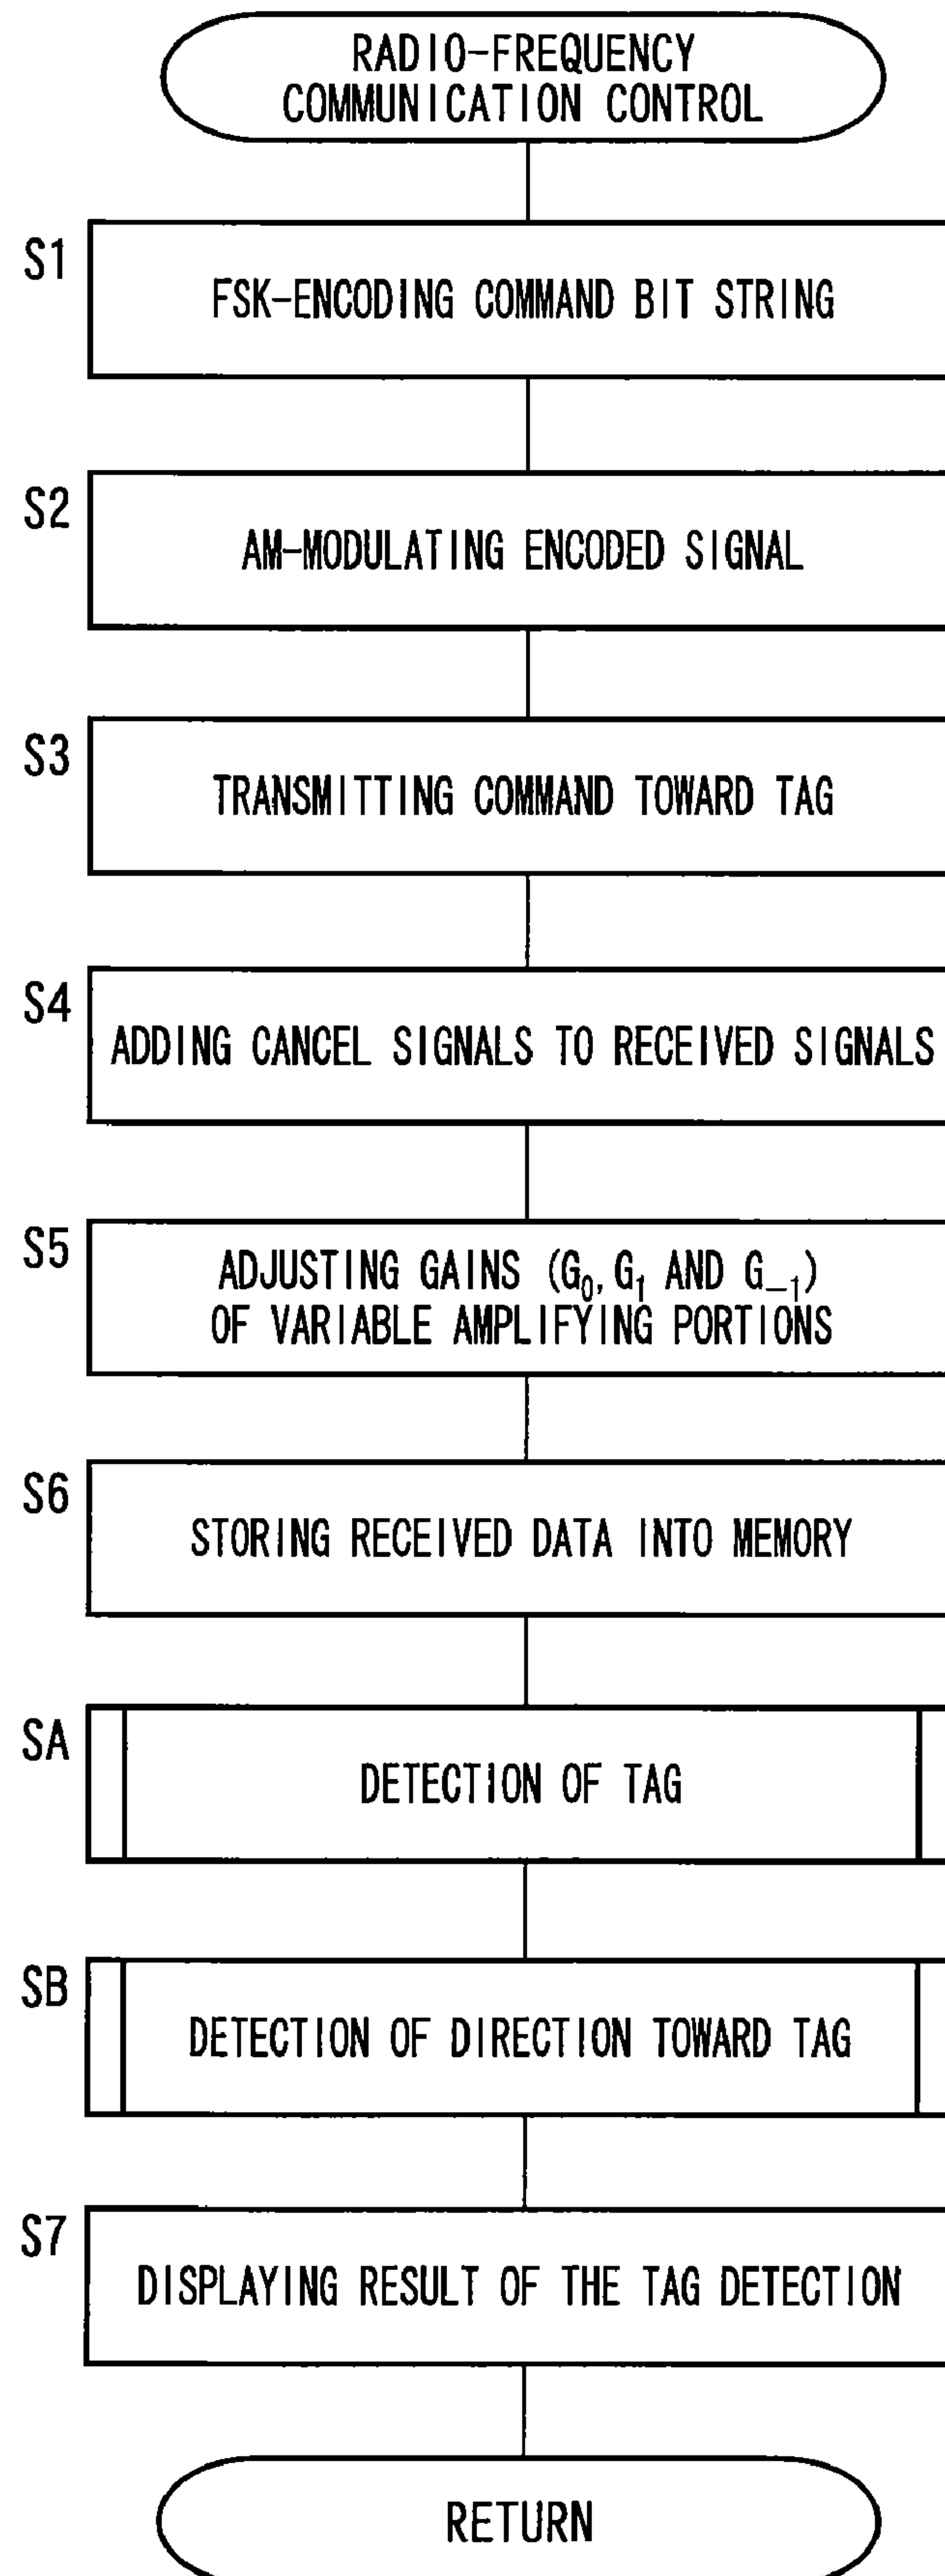 RADIO-FREQUENCY
COMMUNICATION CONTROL
S1
FSK-ENCODING COMMAND BIT STRING
S2
AM-MODULATING ENCODED SIGNAL
S3
TRANSMITTING COMMAND TOWARD TAG
S4
ADDING CANCEL SIGNALS TO RECEIVED SIGNALS
S5
ADJUSTING GAINS (G₀, G₁ AND G₋₁)
OF VARIABLE AMPLIFYING PORTIONS
S6
STORING RECEIVED DATA INTO MEMORY
SA
DETECTION OF TAG
SB
DETECTION OF DIRECTION TOWARD TAG
S7
DISPLAYING RESULT OF THE TAG DETECTION
RETURN